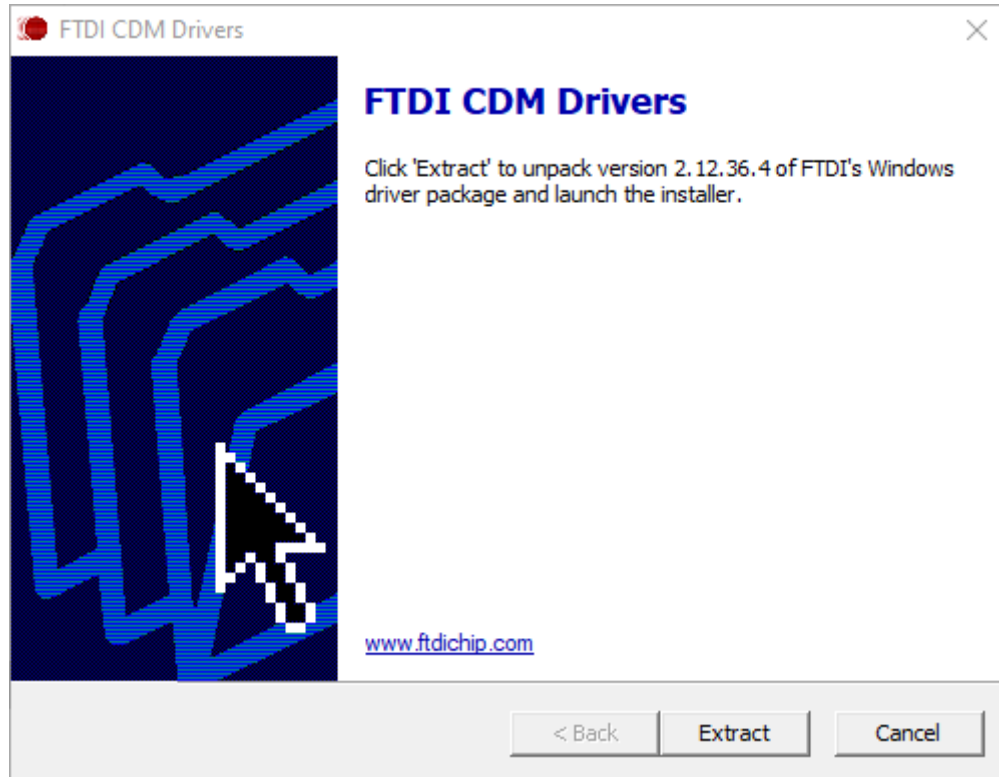 FTDI CDM Drivers
FTDI CDM Drivers
Click 'Extract' to unpack version 2.12.36.4 of FTDI's Windows
driver package and launch the installer.
www.ftdichip.com
< Back
Extract
Cancel